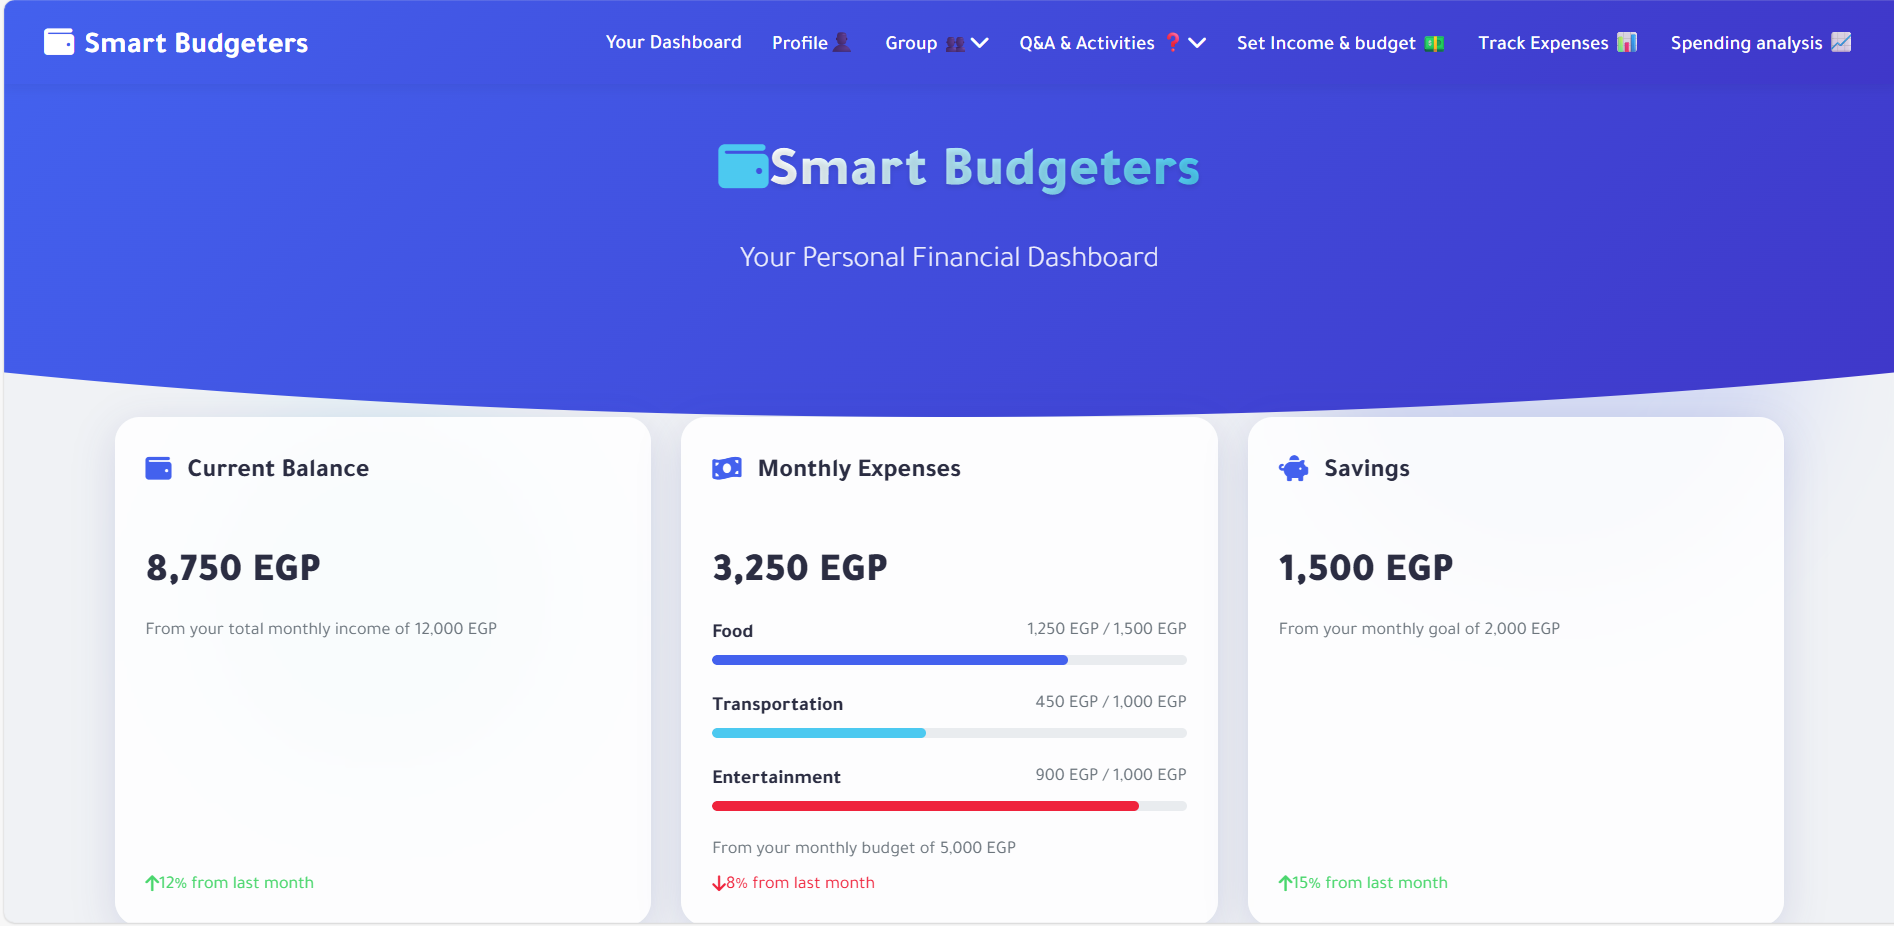 Smart Budgeters
Your Dashboard
Profile
Group
Q&A & Activities
Set Income & budget
Track Expenses
Spending analysis
Smart Budgeters
Your Personal Financial Dashboard
Current Balance
8,750 EGP
From your total monthly income of 12,000 EGP
12% from last month
Monthly Expenses
3,250 EGP
Food 1,250 EGP / 1,500 EGP
Transportation 450 EGP / 1,000 EGP
Entertainment 900 EGP / 1,000 EGP
From your monthly budget of 5,000 EGP
8% from last month
Savings
1,500 EGP
From your monthly goal of 2,000 EGP
15% from last month